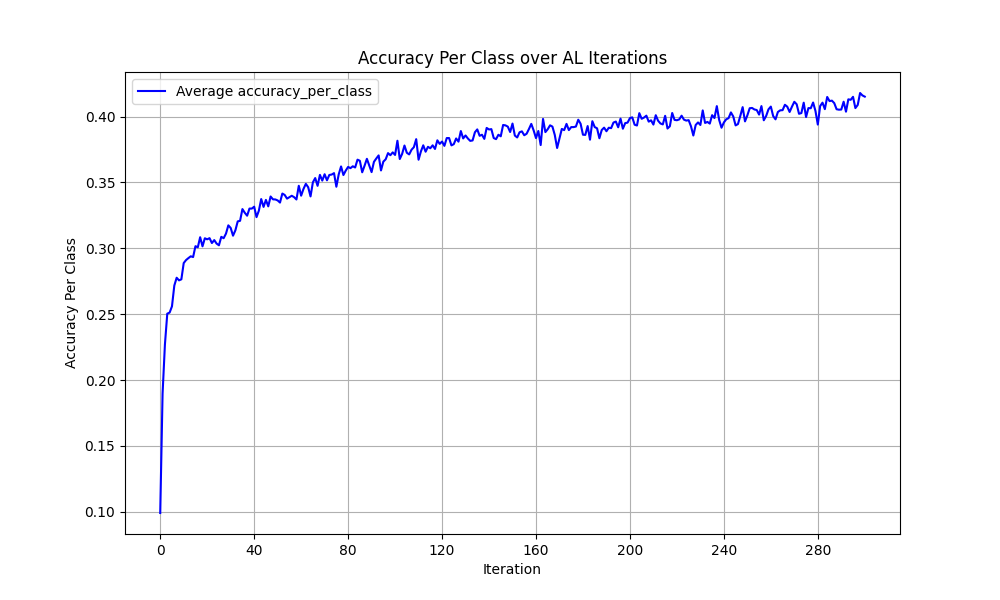 Accuracy Per Class over AL Iterations
Average accuracy_per_class
Accuracy Per Class
0.40
0.35
0.30
0.25
0.20
0.15
0.10
0 40 80 120 160 200 240 280
Iteration